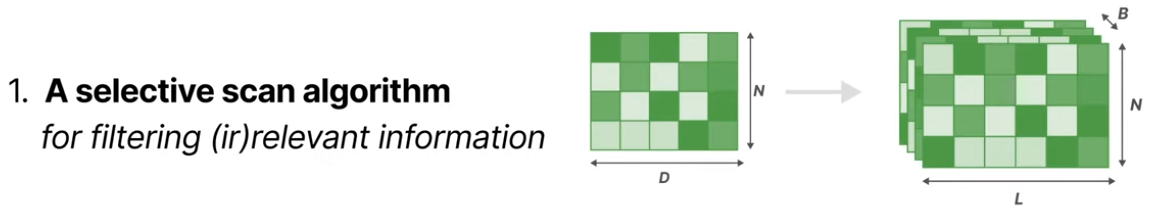 1. A selective scan algorithm
for filtering (ir)relevant information
N
D
B
N
L